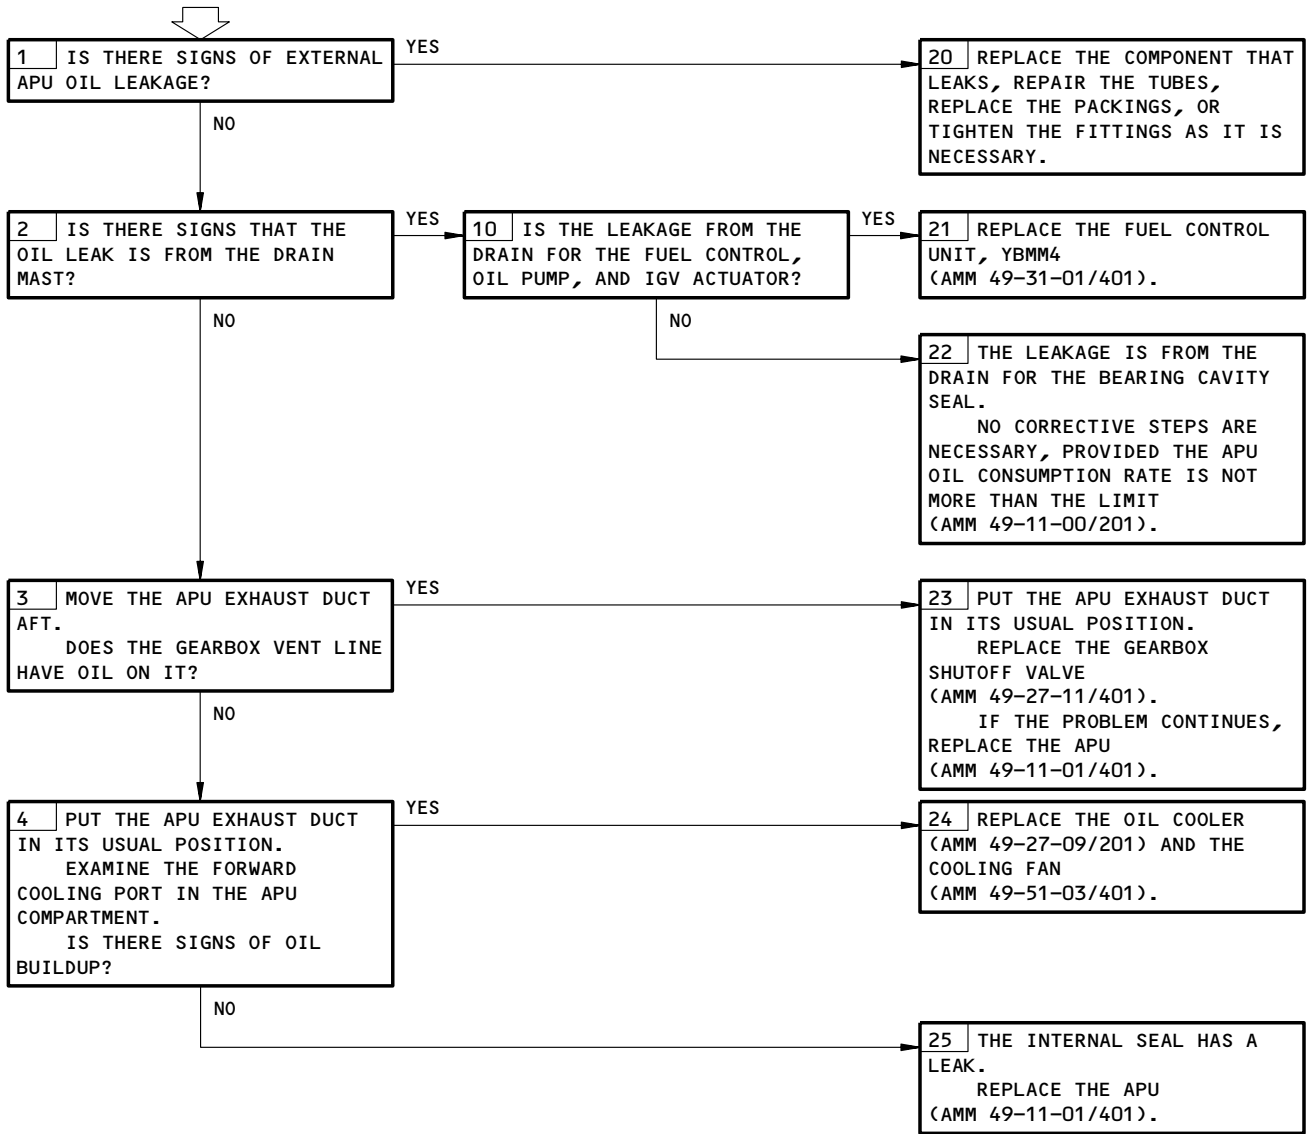 1 IS THERE SIGNS OF EXTERNAL
APU OIL LEAKAGE?
YES
NO
20 REPLACE THE COMPONENT THAT
LEAKS, REPAIR THE TUBES,
REPLACE THE PACKINGS, OR
TIGHTEN THE FITTINGS AS IT IS
NECESSARY.
2 IS THERE SIGNS THAT THE
OIL LEAK IS FROM THE DRAIN
MAST?
YES
NO
10 IS THE LEAKAGE FROM THE
DRAIN FOR THE FUEL CONTROL,
OIL PUMP, AND IGV ACTUATOR?
YES
NO
21 REPLACE THE FUEL CONTROL
UNIT, YBMM4
(AMM 49-31-01/401).
22 THE LEAKAGE IS FROM THE
DRAIN FOR THE BEARING CAVITY
SEAL.
NO CORRECTIVE STEPS ARE
NECESSARY, PROVIDED THE APU
OIL CONSUMPTION RATE IS NOT
MORE THAN THE LIMIT
(AMM 49-11-00/201).
3 MOVE THE APU EXHAUST DUCT
AFT.
DOES THE GEARBOX VENT LINE
HAVE OIL ON IT?
YES
NO
23 PUT THE APU EXHAUST DUCT
IN ITS USUAL POSITION.
REPLACE THE GEARBOX
SHUTOFF VALVE
(AMM 49-27-11/401).
IF THE PROBLEM CONTINUES,
REPLACE THE APU
(AMM 49-11-01/401).
4 PUT THE APU EXHAUST DUCT
IN ITS USUAL POSITION.
EXAMINE THE FORWARD
COOLING PORT IN THE APU
COMPARTMENT.
IS THERE SIGNS OF OIL
BUILDUP?
YES
NO
24 REPLACE THE OIL COOLER
(AMM 49-27-09/201) AND THE
COOLING FAN
(AMM 49-51-03/401).
25 THE INTERNAL SEAL HAS A
LEAK.
REPLACE THE APU
(AMM 49-11-01/401).